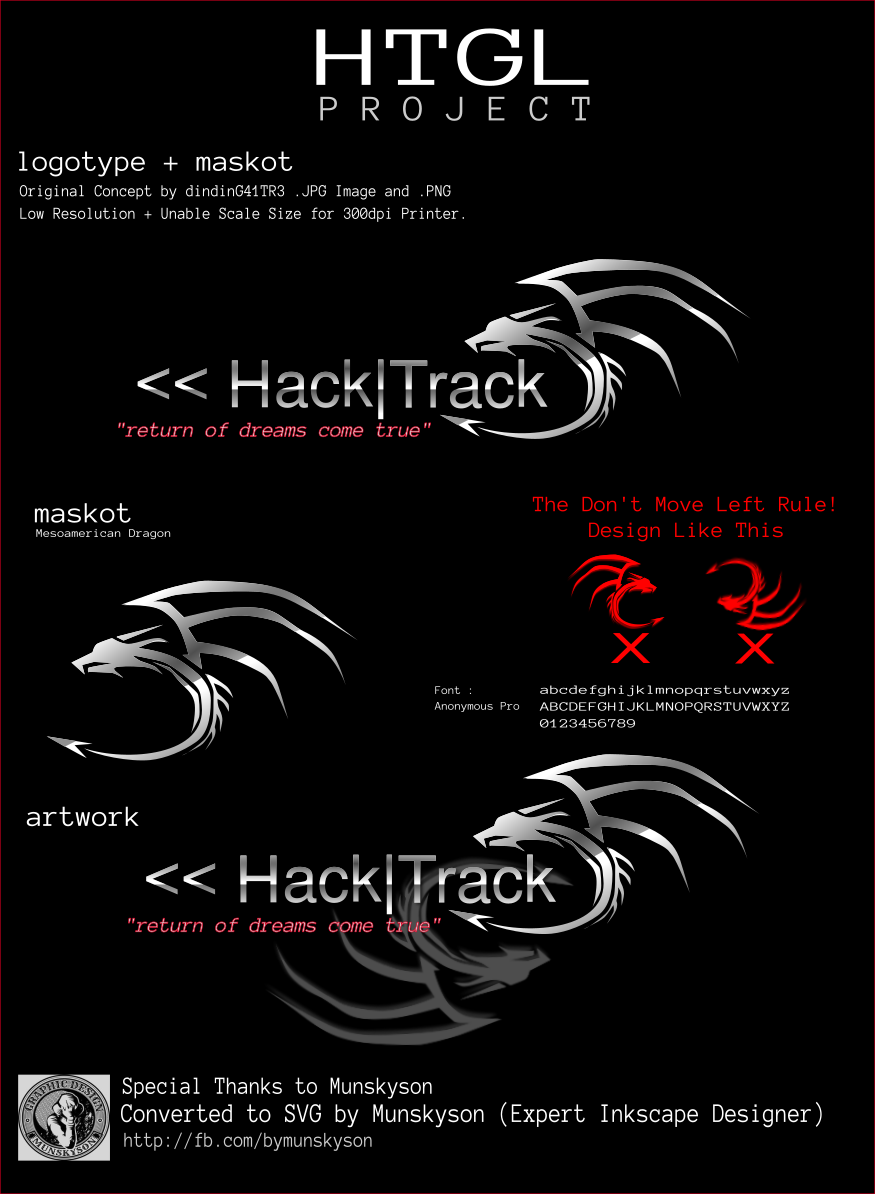 HTGL
PROJECT
logotype + maskot
Original Concept by dindinG41TR3 .JPG Image and .PNG
Low Resolution + Unable Scale Size for 300dpi Printer.
<< Hack|Track
"return of dreams come true"
maskot
Mesoamerican Dragon
The Don't Move Left Rule!
Design Like This
X X
Font :
Anonymous Pro
abcdefghijklmnopqrstuvwxyz
ABCDEFGHIJKLMNOPQRSTUVWXYZ
0123456789
artwork
<< Hack|Track
"return of dreams come true"
GRAPHIC DESIGN
MUNSKYSON
Special Thanks to Munskyson
Converted to SVG by Munskyson (Expert Inkscape Designer)
http://fb.com/bymunskyson